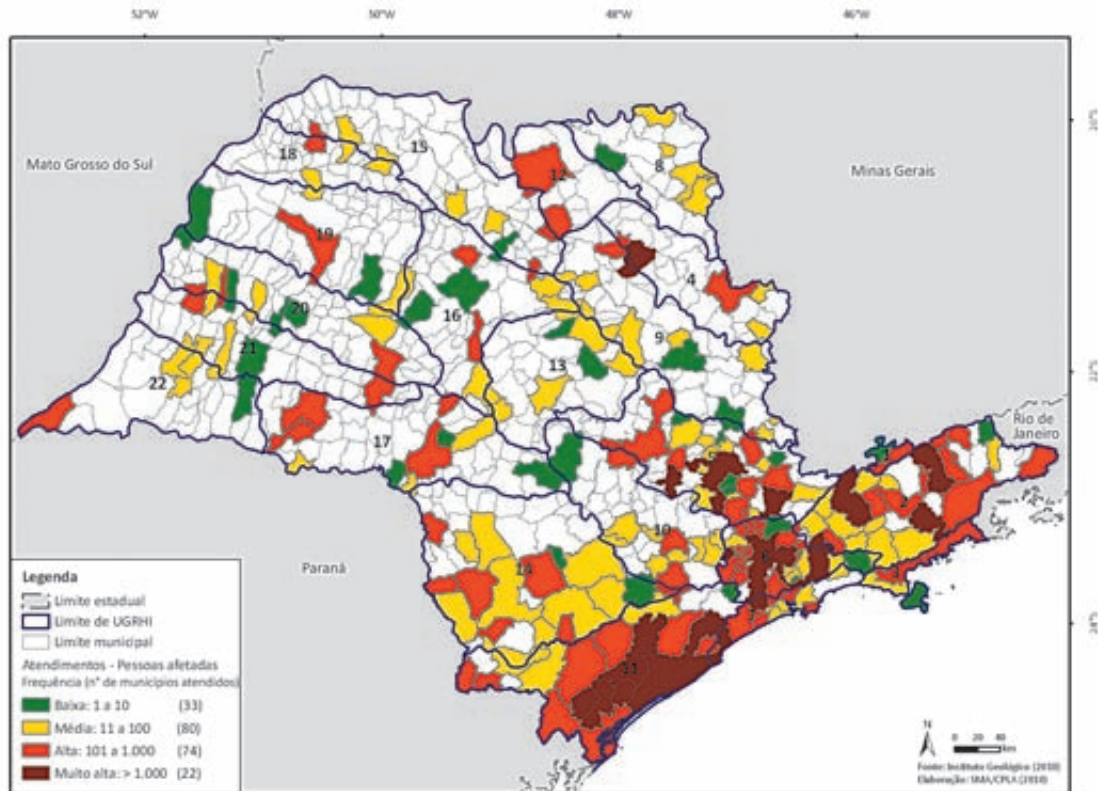 52°W 50°W 48°W 46°W
20°S
Mato Grosso do Sul
Minas Gerais
18
15
12
8
19
4
20
16
9
21
13
22°S
22
17
Rio de
Janeiro
10
14
Paraná
24°S
11
Legenda
Limite estadual
Limite de UGRHI
Limite municipal
Atendimentos - Pessoas afetadas
Frequência (n° de municípios atendidos)
Baixa: 1 a 10 (33)
Média: 11 a 100 (80)
Alta: 101 a 1.000 (74)
Muito alta: > 1.000 (22)
N
0 20 40
km
Fonte: Instituto Geológico (2010)
Elaboração: SMA/CPLA (2010)